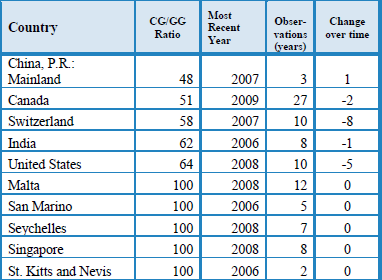 Country CG/GG Ratio Most Recent Year Obser-vations (years) Change over time
China, P.R.: Mainland 48 2007 3 1
Canada 51 2009 27 -2
Switzerland 58 2007 10 -8
India 62 2006 8 -1
United States 64 2008 10 -5
Malta 100 2008 12 0
San Marino 100 2006 5 0
Seychelles 100 2008 7 0
Singapore 100 2008 8 0
St. Kitts and Nevis 100 2006 2 0